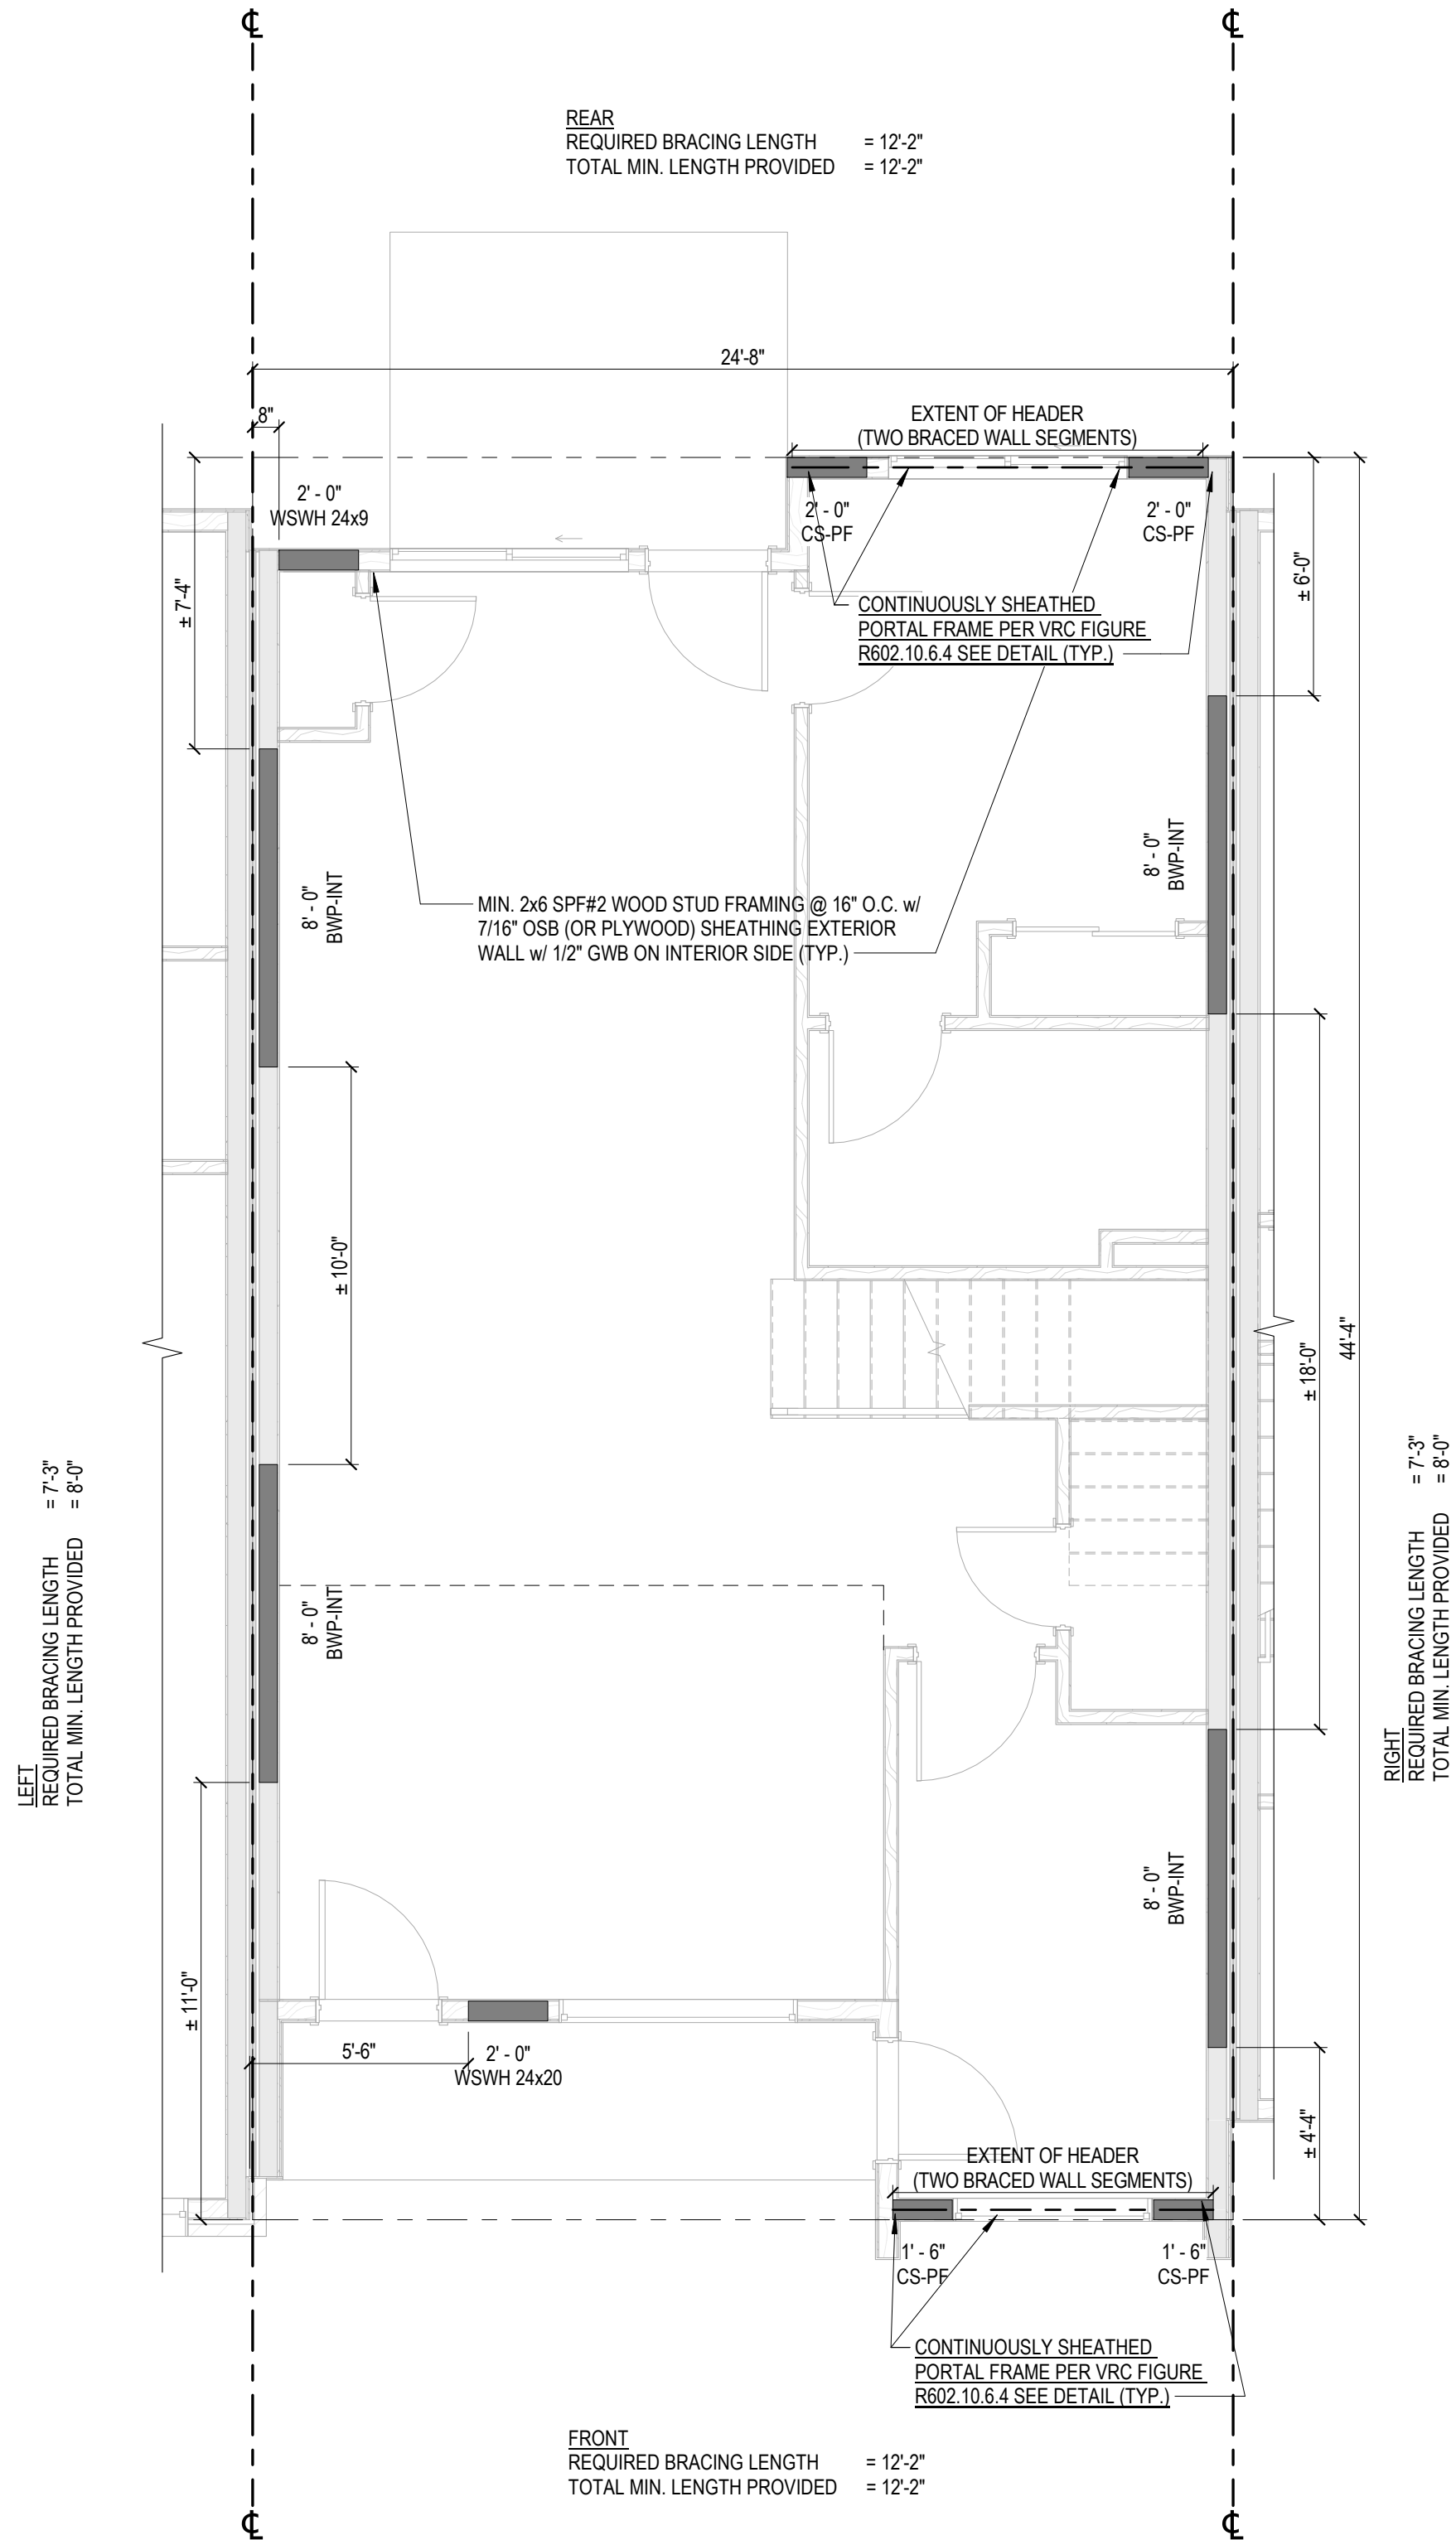 ℄
℄
REAR
REQUIRED BRACING LENGTH = 12'-2"
TOTAL MIN. LENGTH PROVIDED = 12'-2"
24'-8"
8"
EXTENT OF HEADER
(TWO BRACED WALL SEGMENTS)
2' - 0"
WSWH 24x9
2' - 0"
CS-PF
2' - 0"
CS-PF
± 7'-4"
± 6'-0"
CONTINUOUSLY SHEATHED
PORTAL FRAME PER VRC FIGURE
R602.10.6.4 SEE DETAIL (TYP.)
8' - 0"
BWP-INT
8' - 0"
BWP-INT
MIN. 2x6 SPF#2 WOOD STUD FRAMING @ 16" O.C. w/
7/16" OSB (OR PLYWOOD) SHEATHING EXTERIOR
WALL w/ 1/2" GWB ON INTERIOR SIDE (TYP.)
± 10'-0"
± 18'-0"
44'-4"
LEFT
REQUIRED BRACING LENGTH = 7'-3"
TOTAL MIN. LENGTH PROVIDED = 8'-0"
8' - 0"
BWP-INT
RIGHT
REQUIRED BRACING LENGTH = 7'-3"
TOTAL MIN. LENGTH PROVIDED = 8'-0"
8' - 0"
BWP-INT
± 11'-0"
5'-6"
2' - 0"
WSWH 24x20
± 4'-4"
EXTENT OF HEADER
(TWO BRACED WALL SEGMENTS)
1' - 6"
CS-PF
1' - 6"
CS-PF
CONTINUOUSLY SHEATHED
PORTAL FRAME PER VRC FIGURE
R602.10.6.4 SEE DETAIL (TYP.)
FRONT
REQUIRED BRACING LENGTH = 12'-2"
TOTAL MIN. LENGTH PROVIDED = 12'-2"
℄
℄